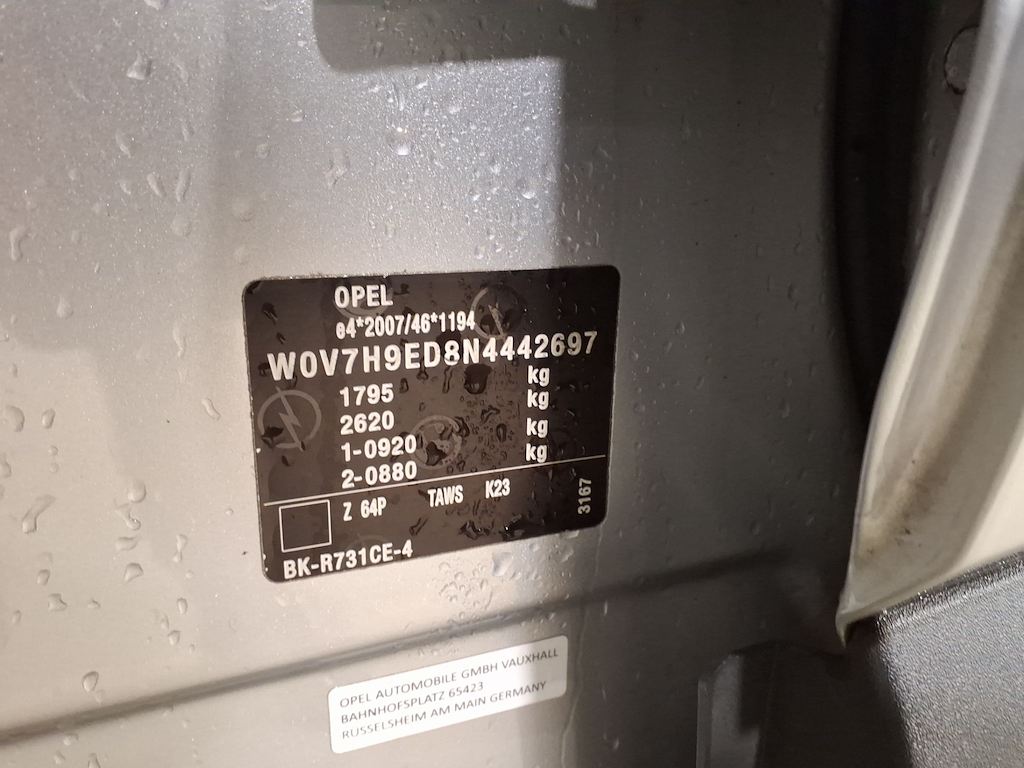 OPEL
e4*2007/46*1194
W0V7H9ED8N4442697
1795 kg
2620 kg
1-0920 kg
2-0880 kg
Z 64P TAWS K23
3167
BK-R731CE-4
OPEL AUTOMOBILE GMBH VAUXHALL
BAHNHOFSPLATZ 65423
RUSSELSHEIM AM MAIN GERMANY